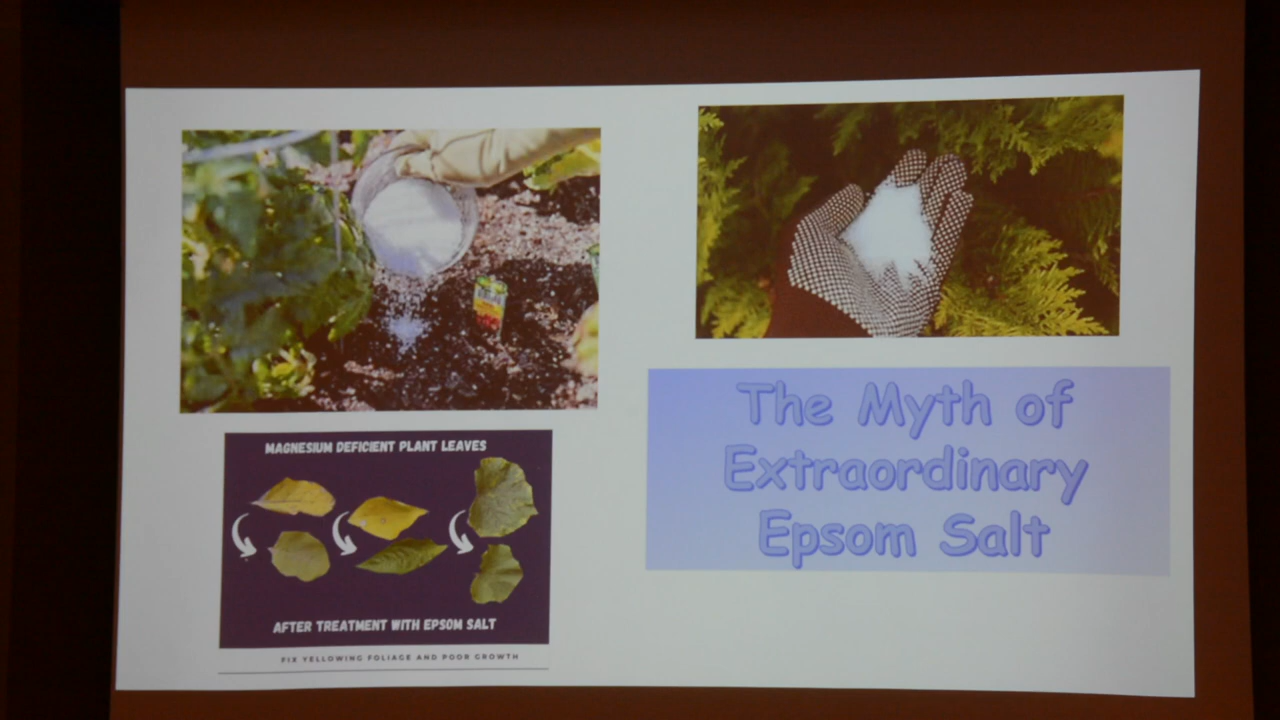 The Myth of
Extraordinary
Epsom Salt
MAGNESIUM DEFICIENT PLANT LEAVES
AFTER TREATMENT WITH EPSOM SALT
FIX YELLOWING FOLIAGE AND POOR GROWTH